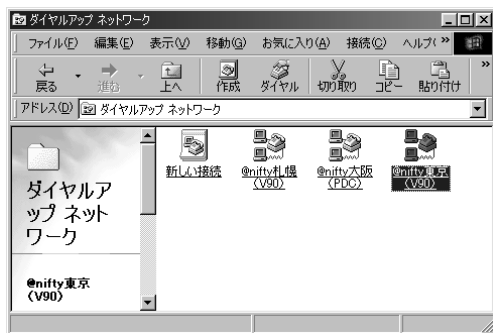 ダイヤルアップ ネットワーク
ファイル(F) 編集(E) 表示(V) 移動(G) お気に入り(A) 接続(C) ヘルプ( »
戻る 進む 上へ 作成 ダイヤル 切り取り コピー 貼り付け »
アドレス(D) ダイヤルアップ ネットワーク
ダイヤルア
ップ ネット
ワーク
@nifty東京
(V90)
新しい接続
@nifty札幌
(V90)
@nifty大阪
(PDC)
@nifty東京
(V90)